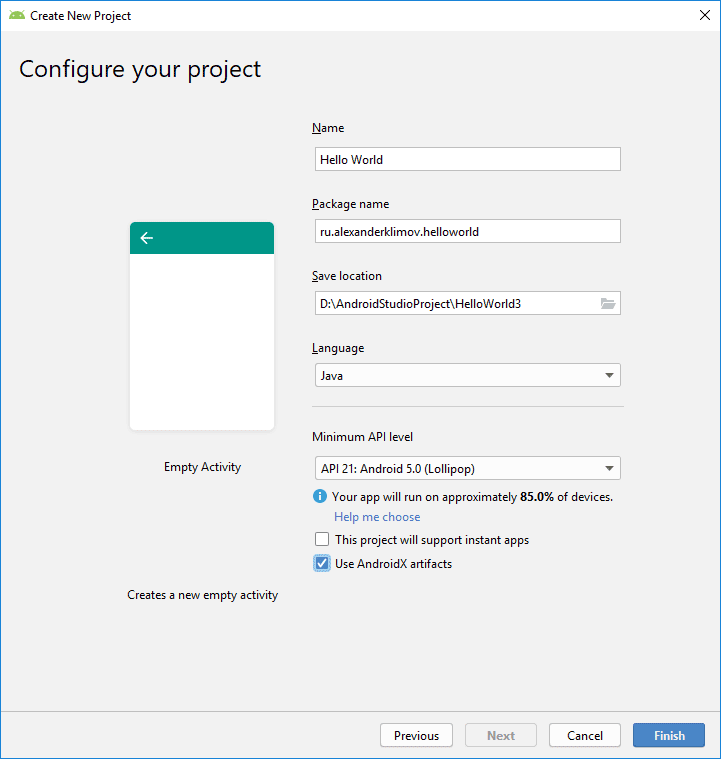 Create New Project
Configure your project
Name
Hello World
Package name
ru.alexanderklimov.helloworld
Save location
D:\AndroidStudioProject\HelloWorld3
Language
Java
Minimum API level
API 21: Android 5.0 (Lollipop)
Empty Activity
Your app will run on approximately 85.0% of devices.
Help me choose
This project will support instant apps
Use AndroidX artifacts
Creates a new empty activity
Previous
Next
Cancel
Finish